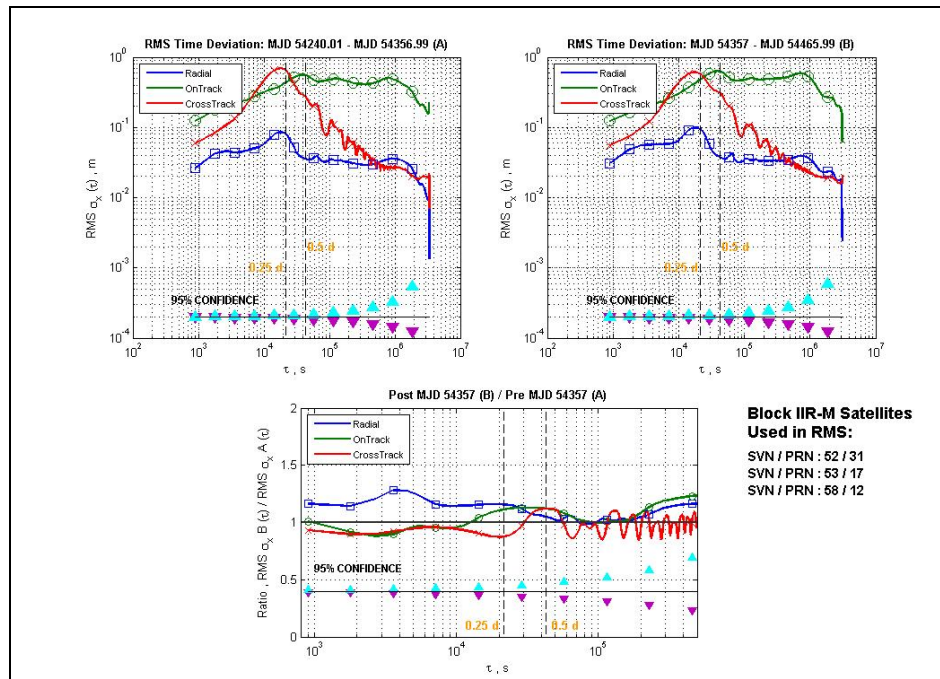 RMS Time Deviation: MJD 54240.01 - MJD 54356.99 (A)
10^0
10^-1
10^-2
10^-3
10^-4
RMS σ_x (τ) , m
Radial
OnTrack
CrossTrack
0.5 d
0.25 d
95% CONFIDENCE
10^2
10^3
10^4
10^5
10^6
10^7
τ , s
RMS Time Deviation: MJD 54357 - MJD 54465.99 (B)
10^0
10^-1
10^-2
10^-3
10^-4
RMS σ_x (τ) , m
Radial
OnTrack
CrossTrack
0.5 d
0.25 d
95% CONFIDENCE
10^2
10^3
10^4
10^5
10^6
10^7
τ , s
Post MJD 54357 (B) / Pre MJD 54357 (A)
2
1.5
1
0.5
0
Ratio , RMS σ_x B (τ) / RMS σ_x A (τ)
Radial
OnTrack
CrossTrack
95% CONFIDENCE
0.25 d
0.5 d
10^3
10^4
10^5
τ , s
Block IIR-M Satellites
Used in RMS:
SVN / PRN : 52 / 31
SVN / PRN : 53 / 17
SVN / PRN : 58 / 12